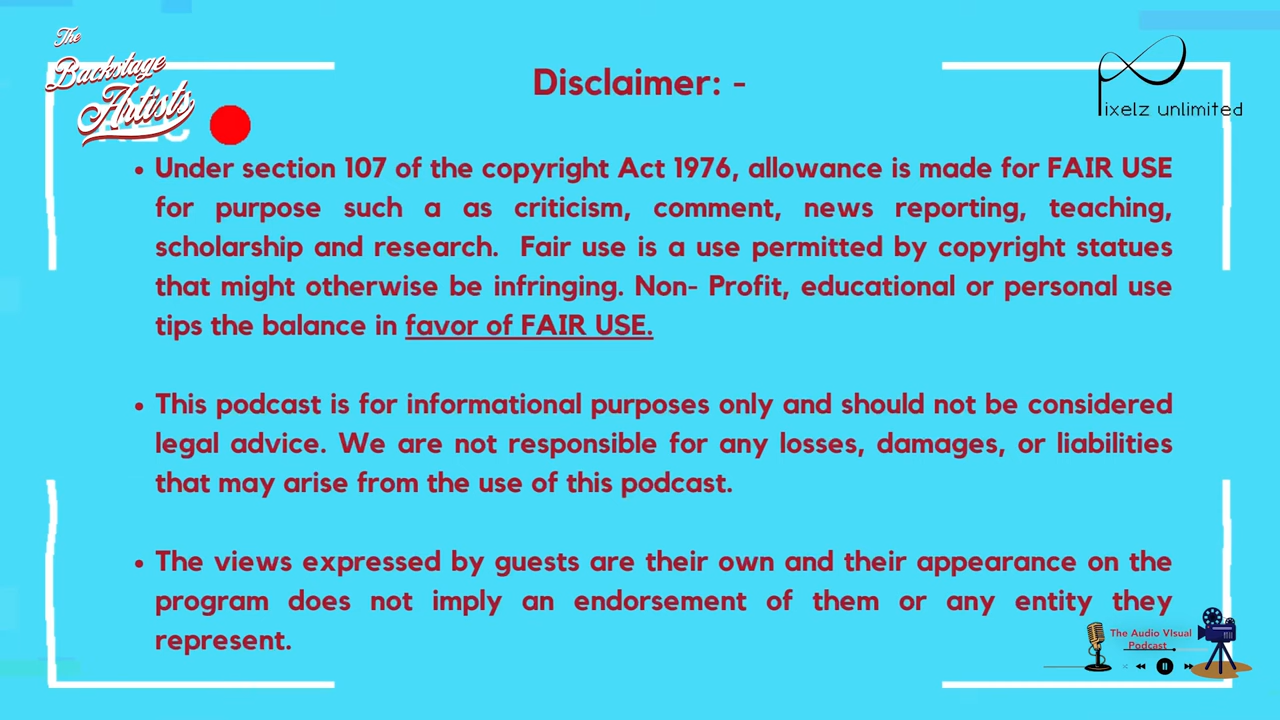 The
Backstage
Artists
Pixelz unlimited
Disclaimer: -
• Under section 107 of the copyright Act 1976, allowance is made for FAIR USE
for purpose such a as criticism, comment, news reporting, teaching,
scholarship and research. Fair use is a use permitted by copyright statues
that might otherwise be infringing. Non- Profit, educational or personal use
tips the balance in favor of FAIR USE.
• This podcast is for informational purposes only and should not be considered
legal advice. We are not responsible for any losses, damages, or liabilities
that may arise from the use of this podcast.
• The views expressed by guests are their own and their appearance on the
program does not imply an endorsement of them or any entity they
represent.
The Audio VIsual
Podcast